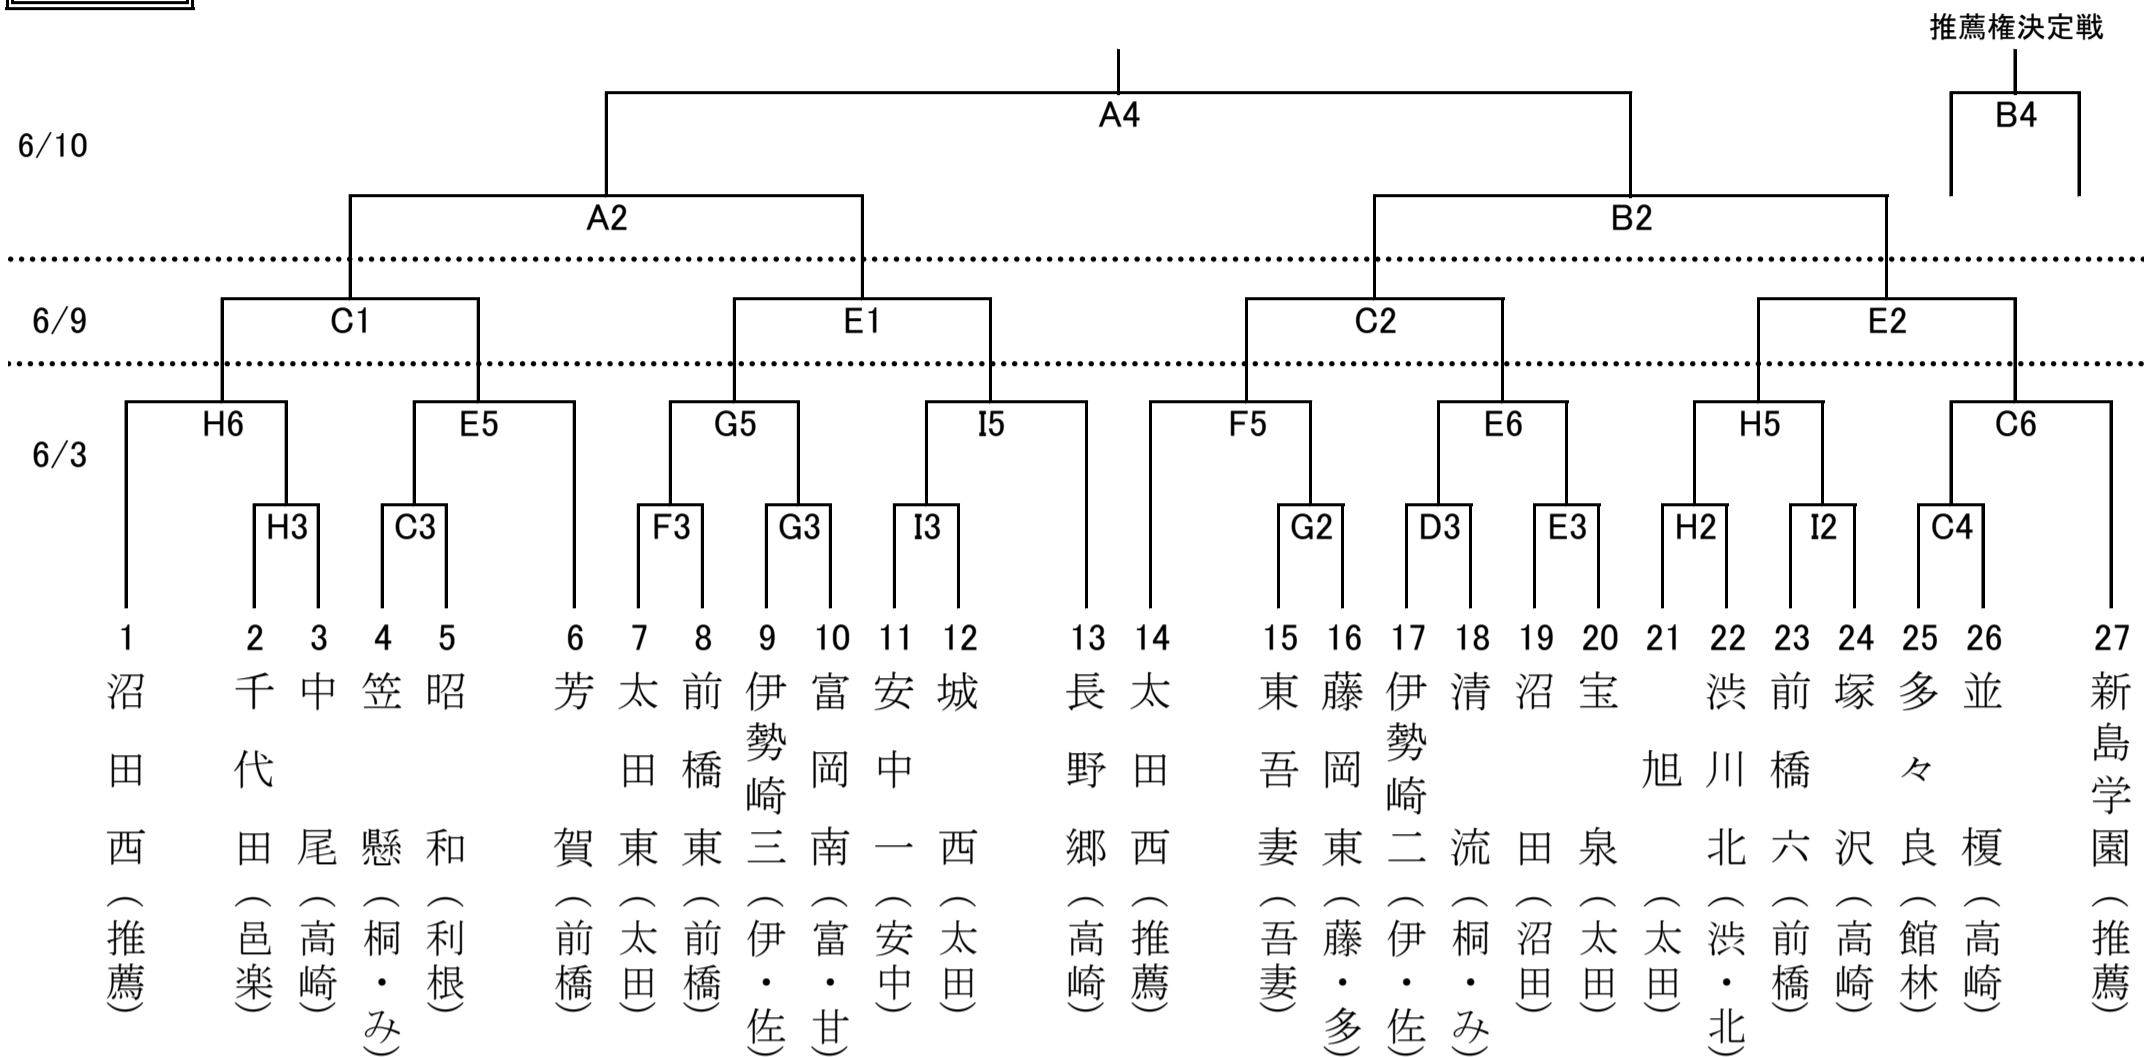 推薦権決定戦
A4
B4
6/10
A2
B2
6/9
C1
E1
C2
E2
6/3
H6
E5
G5
I5
F5
E6
H5
C6
H3
C3
F3
G3
I3
G2
D3
E3
H2
I2
C4
1
2
3
4
5
6
7
8
9
10
11
12
13
14
15
16
17
18
19
20
21
22
23
24
25
26
27
沼田西(推薦)
千代田(邑楽)
中尾(高崎)
笠懸(桐・み)
昭和(利根)
芳賀(前橋)
太田東(太田)
前橋東(前橋)
伊勢崎三(伊・佐)
富岡南(富・甘)
安中一(安中)
城西(太田)
長野郷(高崎)
太田西(推薦)
東吾妻(吾妻)
藤岡東(藤・多)
伊勢崎二(伊・佐)
清流(桐・み)
沼田(沼田)
宝泉(太田)
旭(太田)
渋川北(渋・北)
前橋六(前橋)
塚沢(高崎)
多々良(館林)
並榎(高崎)
新島学園(推薦)